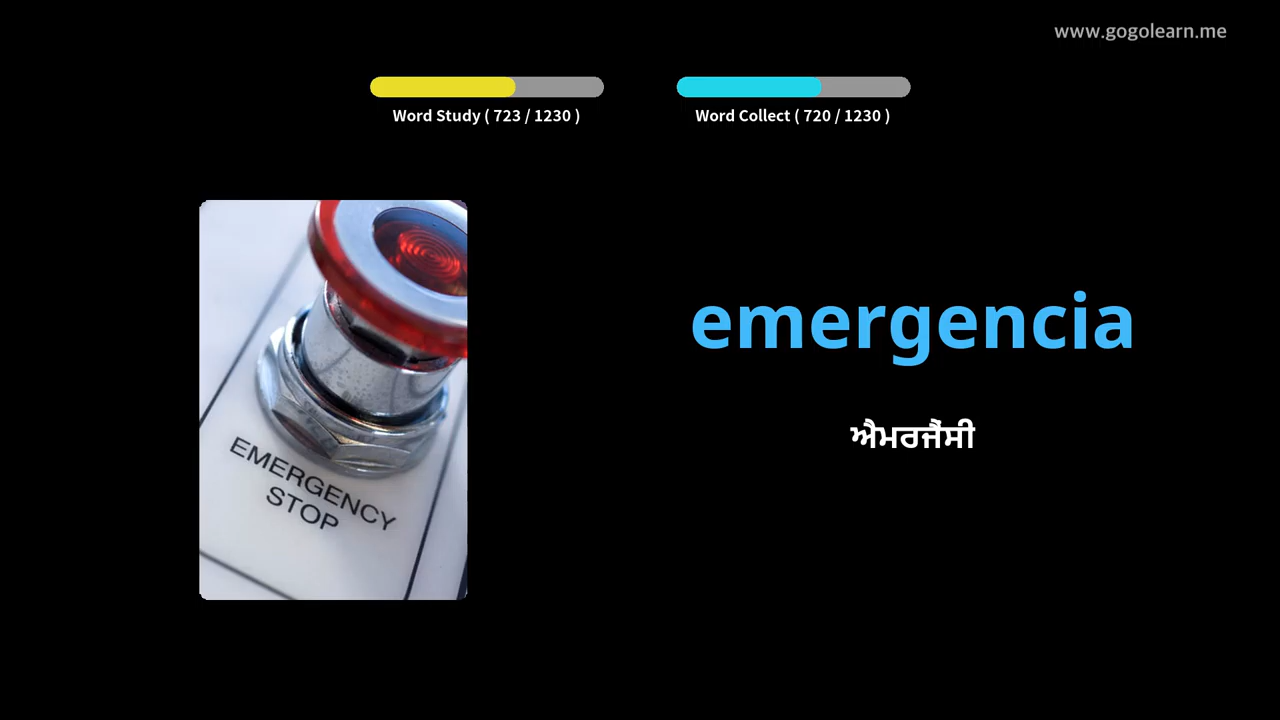 www.gogolearn.me
Word Study ( 723 / 1230 )
Word Collect ( 720 / 1230 )
EMERGENCY
STOP
emergencia
ਐਮਰਜੈਂਸੀ